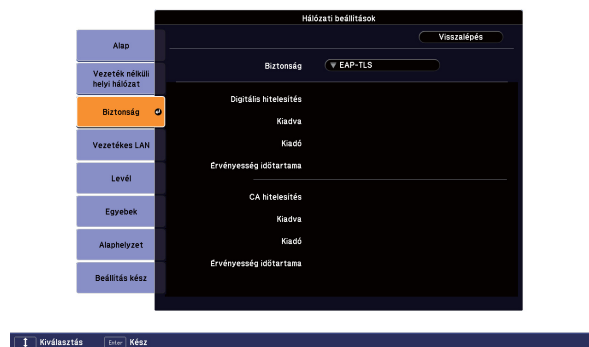 Hálózati beállítások
Visszalépés
Alap
Vezeték nélküli
helyi hálózat
Biztonság
Vezetékes LAN
Levél
Egyebek
Alaphelyzet
Beállítás kész
Biztonság ▼ EAP-TLS
Digitális hitelesítés
Kiadva
Kiadó
Érvényesség időtartama
CA hitelesítés
Kiadva
Kiadó
Érvényesség időtartama
Kiválasztás Enter Kész